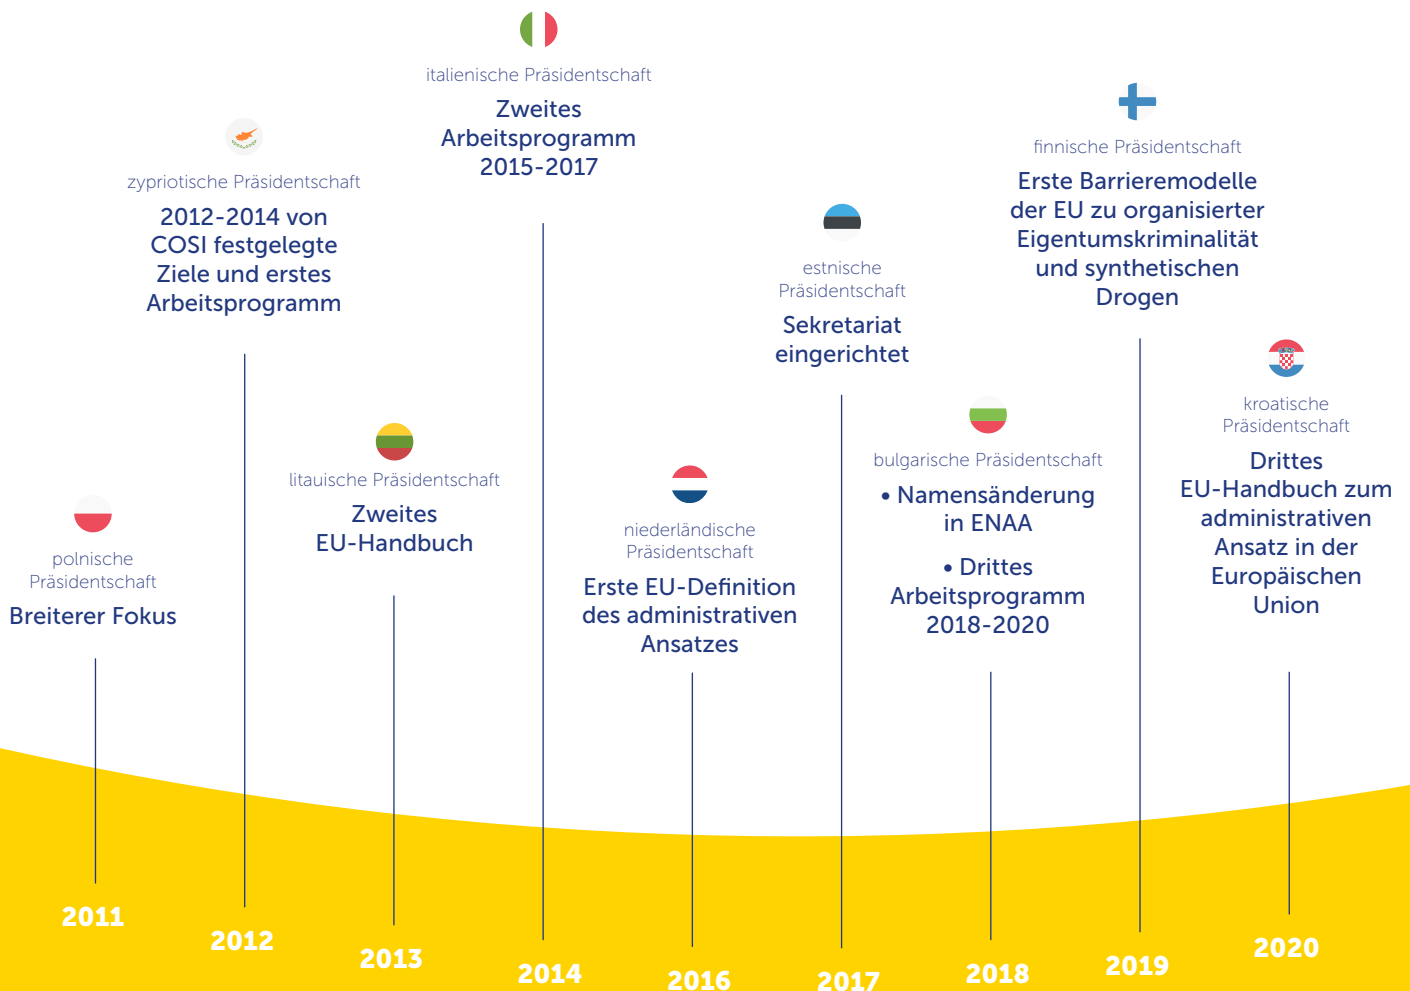 polnische
Präsidentschaft
Breiterer Fokus
2011
zypriotische Präsidentschaft
2012-2014 von
COSI festgelegte
Ziele und erstes
Arbeitsprogramm
2012
litauische Präsidentschaft
Zweites
EU-Handbuch
2013
italienische Präsidentschaft
Zweites
Arbeitsprogramm
2015-2017
2014
niederländische
Präsidentschaft
Erste EU-Definition
des administrativen
Ansatzes
2016
estnische
Präsidentschaft
Sekretariat
eingerichtet
2017
bulgarische Präsidentschaft
• Namensänderung
in ENAA
• Drittes
Arbeitsprogramm
2018-2020
2018
finnische Präsidentschaft
Erste Barrieremodelle
der EU zu organisierter
Eigentumskriminalität
und synthetischen
Drogen
2019
kroatische
Präsidentschaft
Drittes
EU-Handbuch zum
administrativen
Ansatz in der
Europäischen
Union
2020